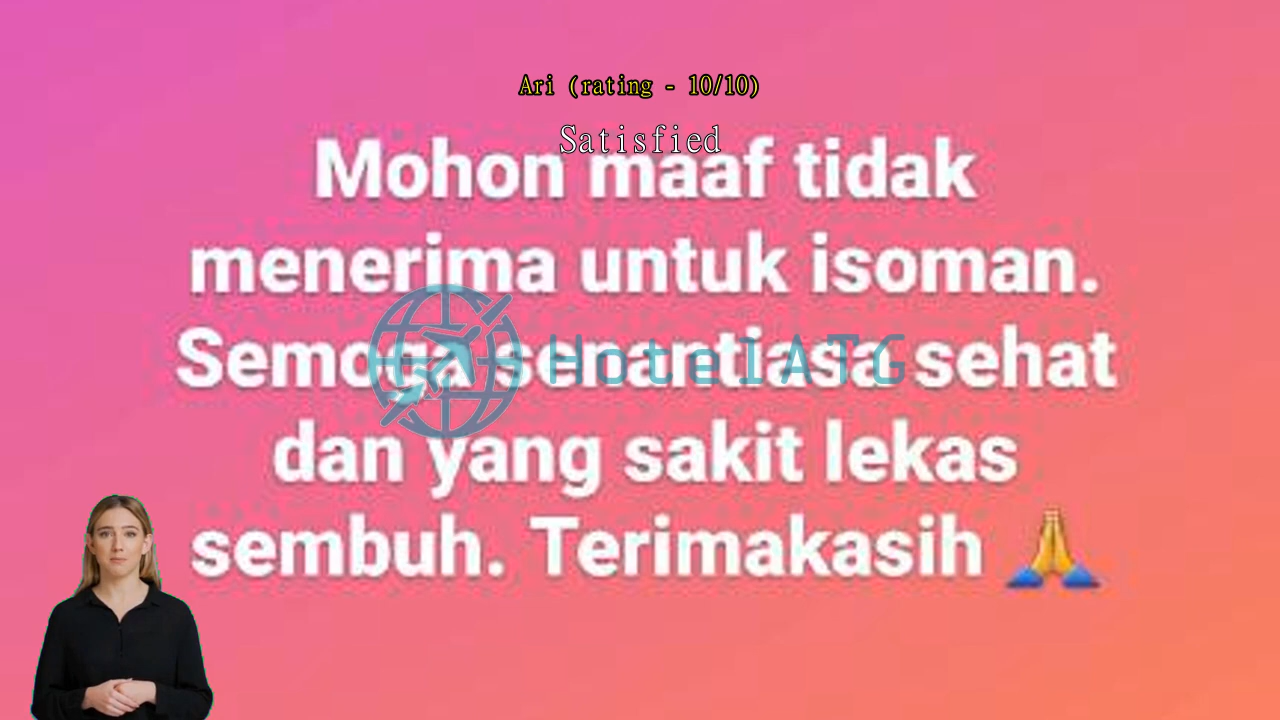 Ari (rating - 10/10)
Satisfied
Mohon maaf tidak
menerima untuk isoman.
Semoga senantiasa sehat
HotelATG
dan yang sakit lekas
sembuh. Terimakasih 🙏